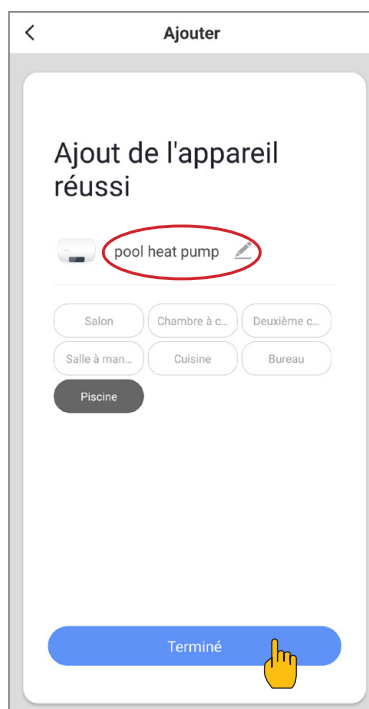 Ajouter
Ajout de l'appareil
réussi
pool heat pump
Salon
Chambre à c...
Deuxième c...
Salle à man...
Cuisine
Bureau
Piscine
Terminé